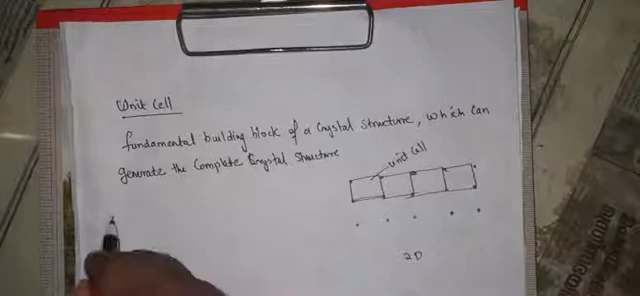 Unit Cell
fundamental building block of a Crystal Structure, which can
generate the Complete Crystal Structure
unit cell
2D